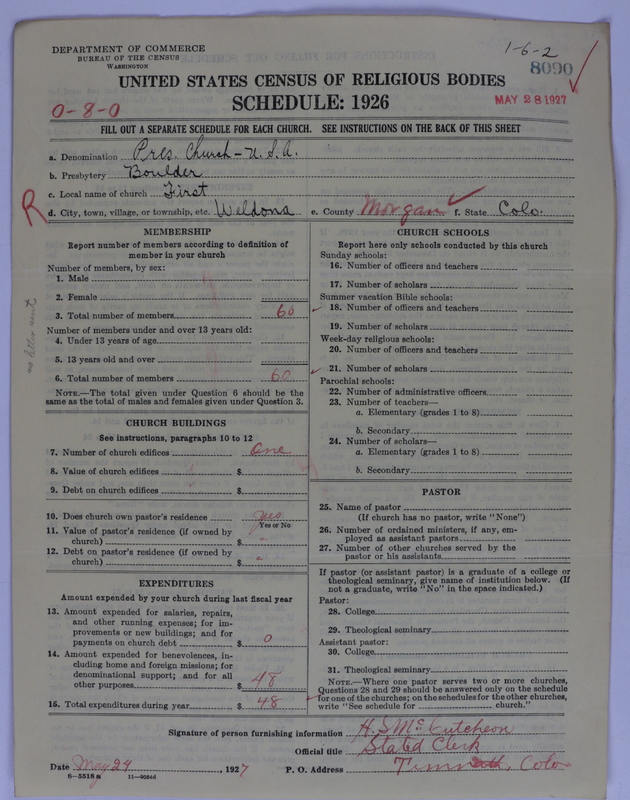 DEPARTMENT OF COMMERCE
BUREAU OF THE CENSUS
WASHINGTON
1-6-2
8090
UNITED STATES CENSUS OF RELIGIOUS BODIES
SCHEDULE: 1926
MAY 28 1927
0-8-0
FILL OUT A SEPARATE SCHEDULE FOR EACH CHURCH. SEE INSTRUCTIONS ON THE BACK OF THIS SHEET
a. Denomination Pres. Church - U.S.A.
b. Presbytery Boulder
c. Local name of church First
R d. City, town, village, or township, etc. Weldona e. County Morgan f. State Colo.
MEMBERSHIP
Report number of members according to definition of member in your church
Number of members, by sex:
1. Male
2. Female
3. Total number of members 60
Number of members under and over 13 years old:
4. Under 13 years of age
5. 13 years old and over
6. Total number of members 60
NOTE.—The total given under Question 6 should be the same as the total of males and females given under Question 3.
no letter sent
CHURCH BUILDINGS
See instructions, paragraphs 10 to 12
7. Number of church edifices one
8. Value of church edifices $
9. Debt on church edifices $
10. Does church own pastor's residence yes
Yes or No
11. Value of pastor's residence (if owned by church) $
12. Debt on pastor's residence (if owned by church) $
EXPENDITURES
Amount expended by your church during last fiscal year
13. Amount expended for salaries, repairs, and other running expenses; for improvements or new buildings; and for payments on church debt $ 0
14. Amount expended for benevolences, including home and foreign missions; for denominational support; and for all other purposes $ 48
15. Total expenditures during year $ 48
CHURCH SCHOOLS
Report here only schools conducted by this church
Sunday schools:
16. Number of officers and teachers
17. Number of scholars
Summer vacation Bible schools:
18. Number of officers and teachers
19. Number of scholars
Week-day religious schools:
20. Number of officers and teachers
21. Number of scholars
Parochial schools:
22. Number of administrative officers
23. Number of teachers—
a. Elementary (grades 1 to 8)
b. Secondary
24. Number of scholars—
a. Elementary (grades 1 to 8)
b. Secondary
PASTOR
25. Name of pastor
(If church has no pastor, write "None")
26. Number of ordained ministers, if any, employed as assistant pastors
27. Number of other churches served by the pastor or his assistants
If pastor (or assistant pastor) is a graduate of a college or theological seminary, give name of institution below. (If not a graduate, write "No" in the space indicated.)
Pastor:
28. College
29. Theological seminary
Assistant pastor:
30. College
31. Theological seminary
NOTE.—Where one pastor serves two or more churches, Questions 28 and 29 should be answered only on the schedule for one of the churches; on the schedules for the other churches, write "See schedule for church."
Signature of person furnishing information H. S. McCutcheon
Official title Stated Clerk
Date May 24, 1927 P. O. Address Timnath, Colo
6-5518a 11-9054d